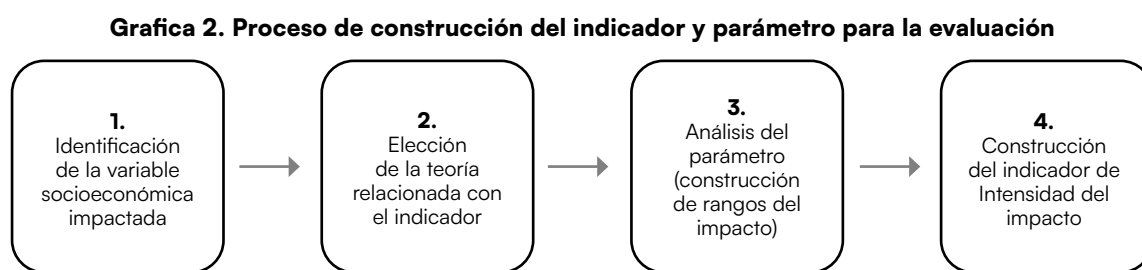 Grafica 2. Proceso de construcción del indicador y parámetro para la evaluación
1.
Identificación
de la variable
socioeconómica
impactada
2.
Elección
de la teoría
relacionada con
el indicador
3.
Análisis del
parámetro
(construcción
de rangos del
impacto)
4.
Construcción
del indicador de
Intensidad del
impacto